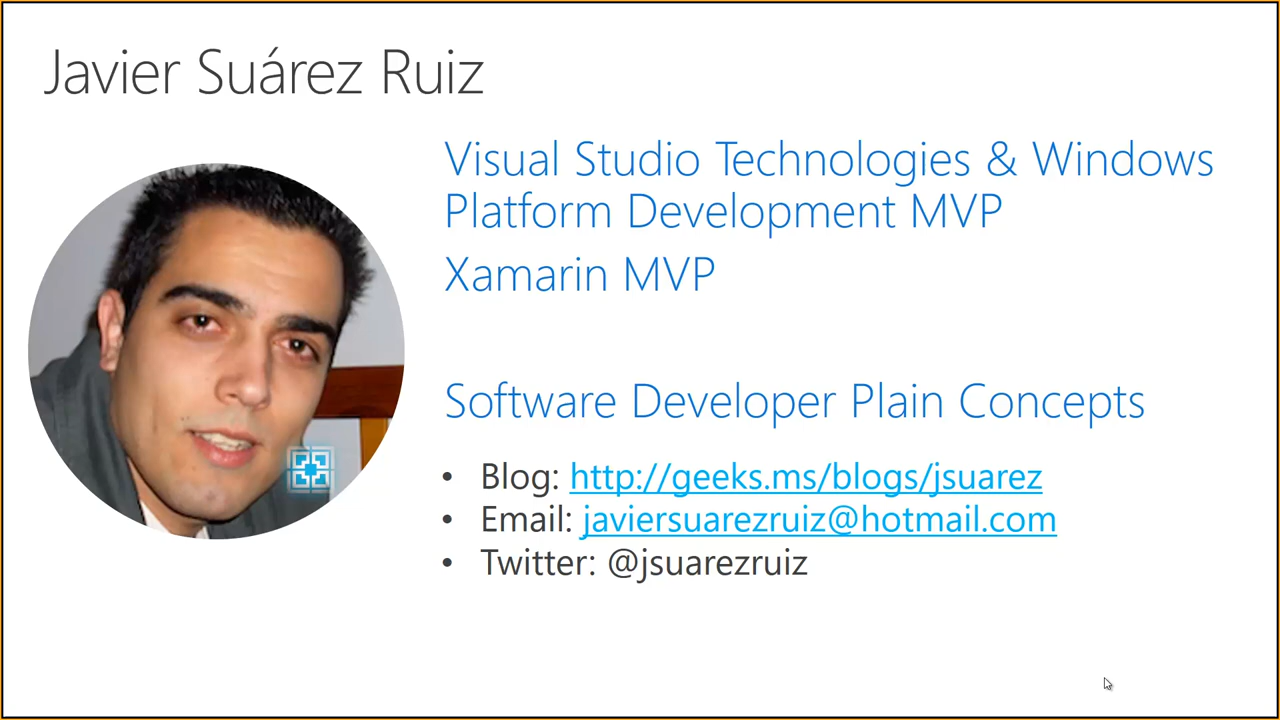 Javier Suárez Ruiz
Visual Studio Technologies & Windows
Platform Development MVP
Xamarin MVP
Software Developer Plain Concepts
• Blog: http://geeks.ms/blogs/jsuarez
• Email: javiersuarezruiz@hotmail.com
• Twitter: @jsuarezruiz